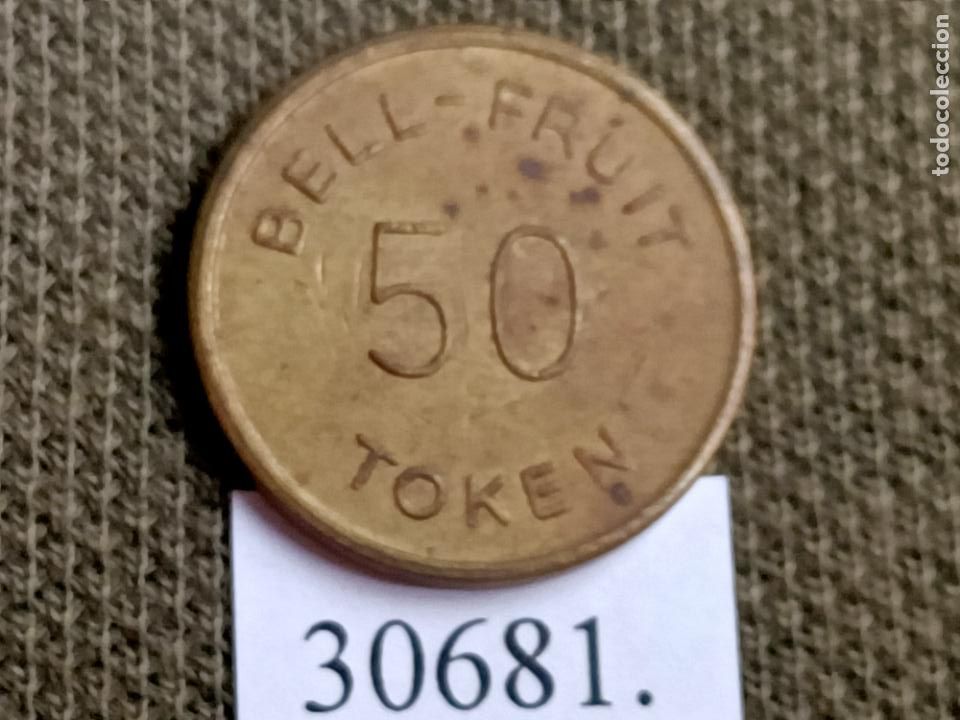 BELL-FRUIT
50
TOKEN
30681.
todocoleccion